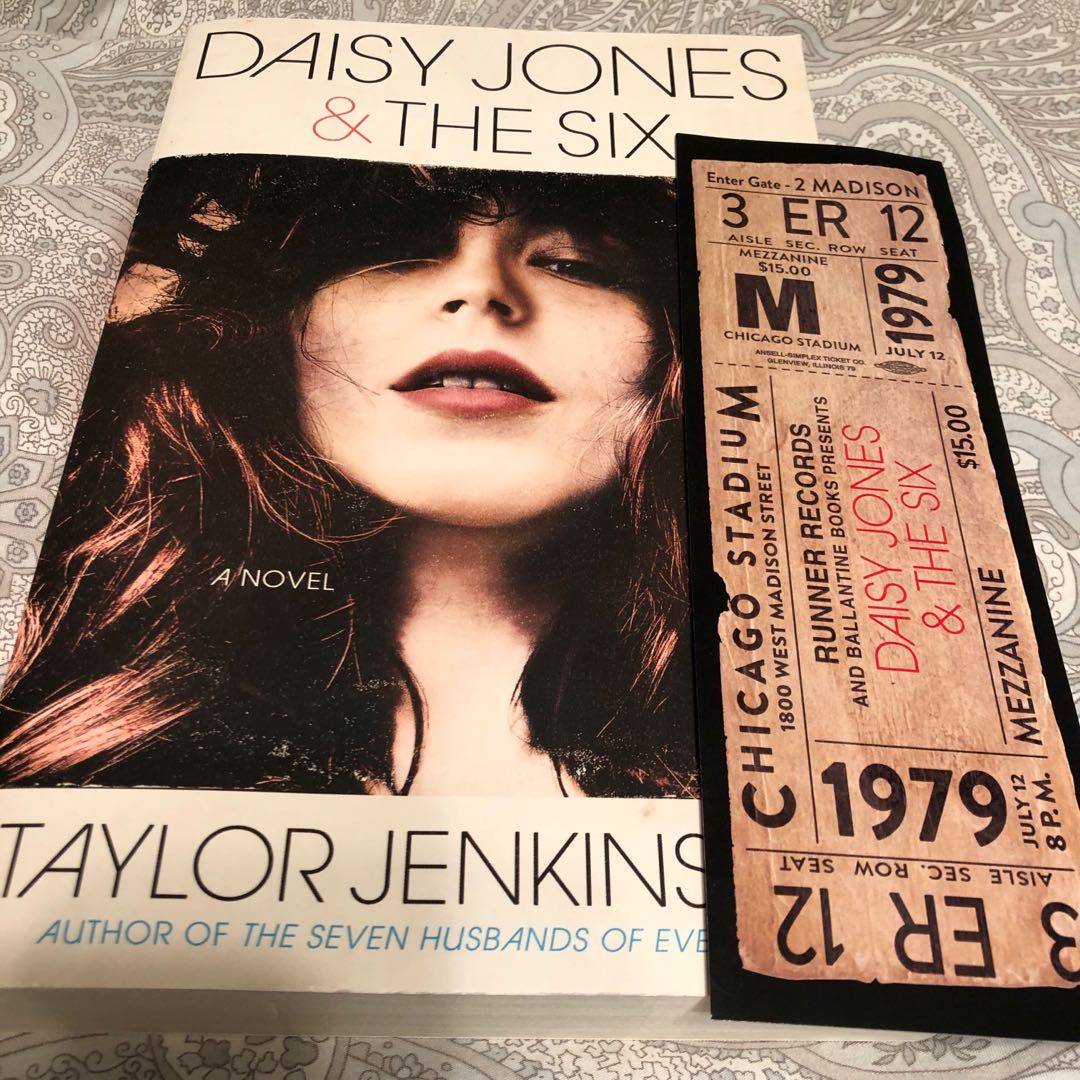 DAISY JONES
& THE SIX
A NOVEL
TAYLOR JENKINS
AUTHOR OF THE SEVEN HUSBANDS OF EVE
Enter Gate - 2 MADISON
3 ER 12
AISLE SEC. ROW SEAT
MEZZANINE
$15.00
M
CHICAGO STADIUM
ANSELL-SIMPLEX TICKET CO.
GLENVIEW, ILLINOIS 79
1979
JULY 12
CHICAGO STADIUM
1800 WEST MADISON STREET
RUNNER RECORDS
AND BALLANTINE BOOKS PRESENTS
DAISY JONES
& THE SIX
$15.00
MEZZANINE
1979
JULY 12
8 P.M.
AISLE SEC. ROW SEAT
3 ER 12